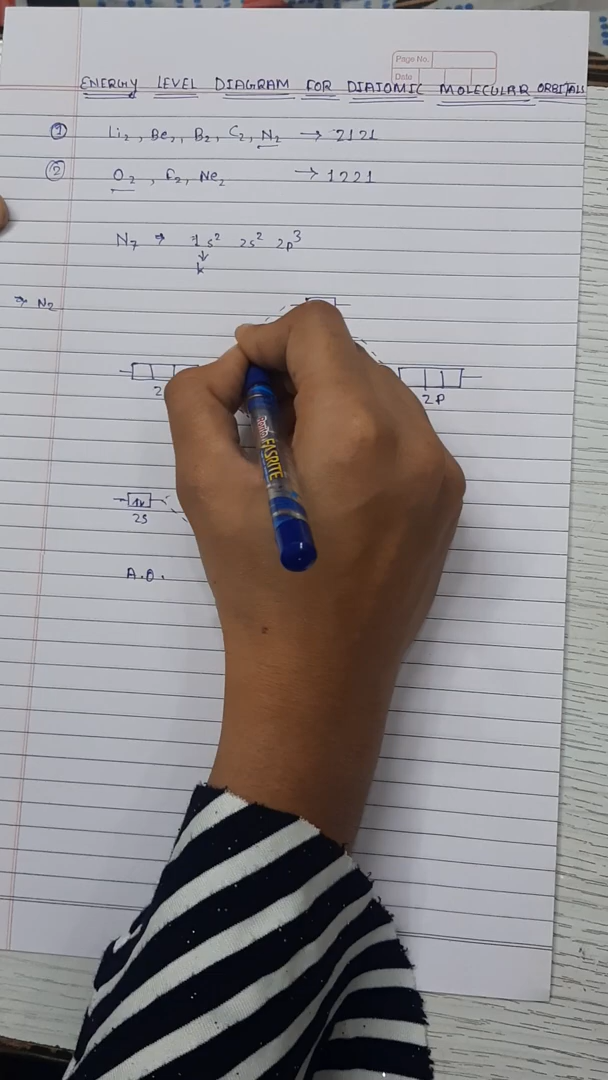 Page No.
Date
ENERGY LEVEL DIAGRAM FOR DIATOMIC MOLECULAR ORBITALS
① Li₂, Be₂, B₂, C₂, N₂ → 2121
② O₂, F₂, Ne₂ → 1221
N₇ ⇒ 1s² 2s² 2p³
↓
k
⇒ N₂
2P
FASRITE
2s
A.O.